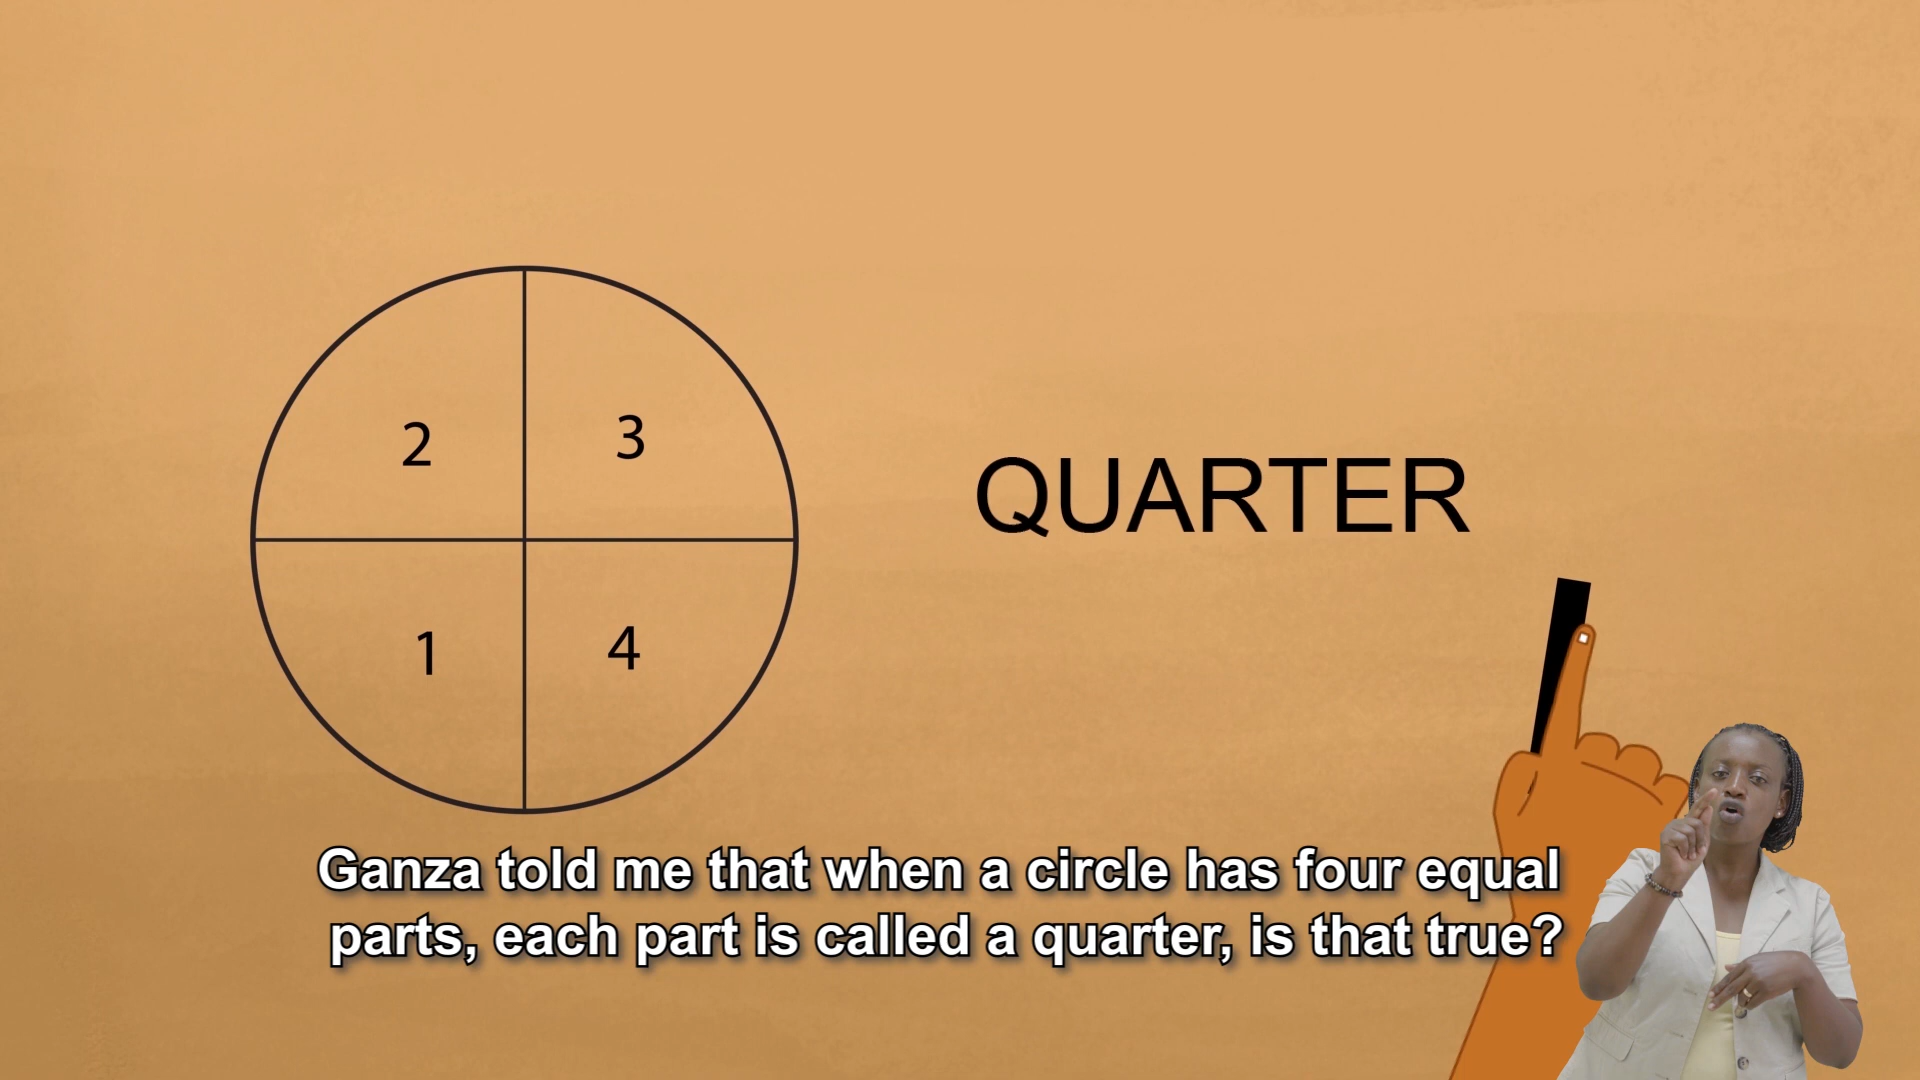 2 3
QUARTER
1 4
Ganza told me that when a circle has four equal
parts, each part is called a quarter, is that true?